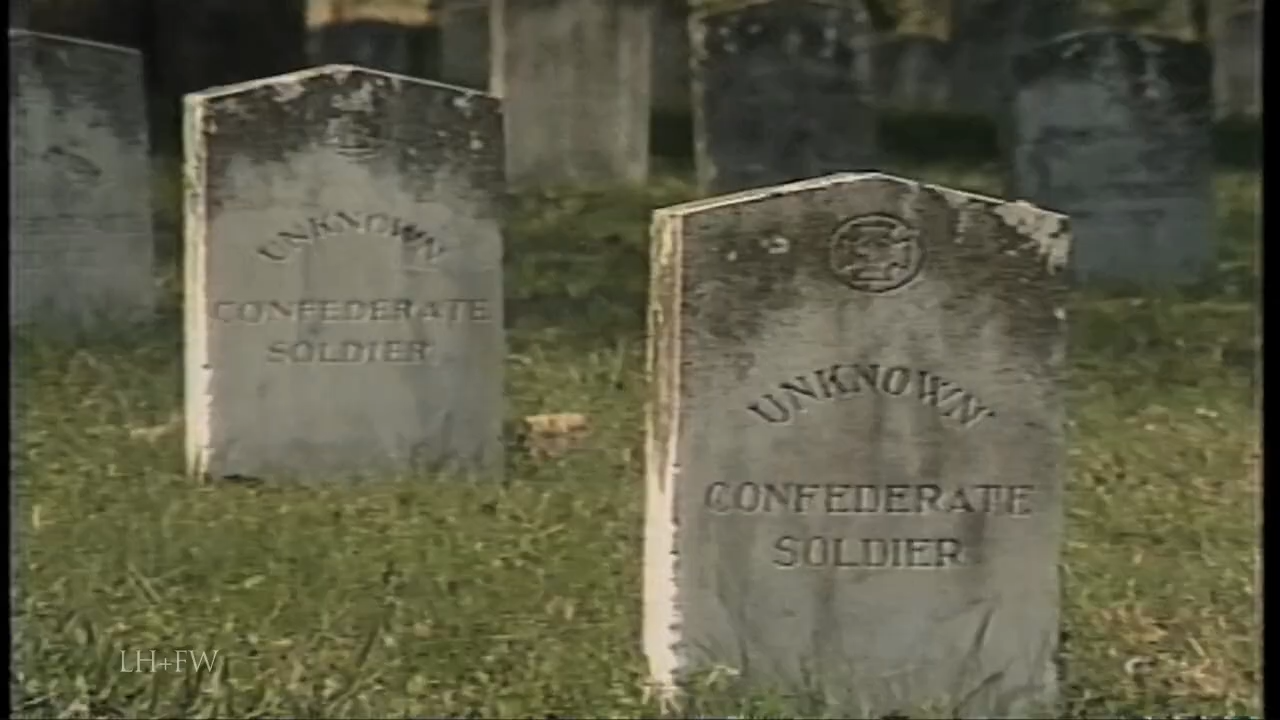 UNKNOWN
CONFEDERATE
SOLDIER
UNKNOWN
CONFEDERATE
SOLDIER
LH+FW